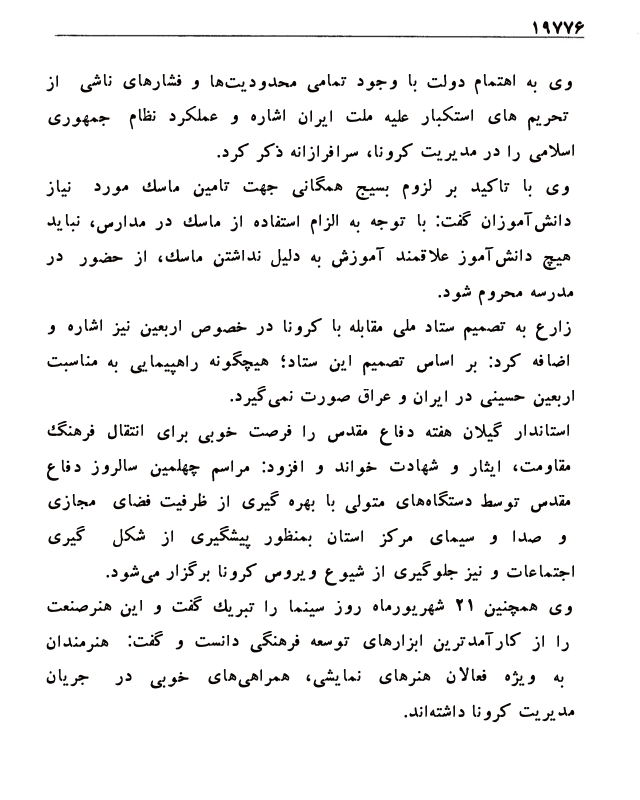 ۱۹۷۷۶
وی به اهتمام دولت با وجود تمامی محدودیت‌ها و فشارهای ناشی از
تحریم های استکبار علیه ملت ایران اشاره و عملکرد نظام جمهوری
اسلامی را در مدیریت کرونا، سرافرازانه ذکر کرد.
وی با تاکید بر لزوم بسیج همگانی جهت تامین ماسك مورد نیاز
دانش‌آموزان گفت: با توجه به الزام استفاده از ماسك در مدارس، نباید
هیچ دانش‌آموز علاقمند آموزش به دلیل نداشتن ماسك، از حضور در
مدرسه محروم شود.
زارع به تصمیم ستاد ملی مقابله با کرونا در خصوص اربعین نیز اشاره و
اضافه کرد: بر اساس تصمیم این ستاد؛ هیچگونه راهپیمایی به مناسبت
اربعین حسینی در ایران و عراق صورت نمی‌گیرد.
استاندار گیلان هفته دفاع مقدس را فرصت خوبی برای انتقال فرهنگ
مقاومت، ایثار و شهادت خواند و افزود: مراسم چهلمین سالروز دفاع
مقدس توسط دستگاه‌های متولی با بهره گیری از ظرفیت فضای مجازی
و صدا و سیمای مرکز استان بمنظور پیشگیری از شکل گیری
اجتماعات و نیز جلوگیری از شیوع ویروس کرونا برگزار می‌شود.
وی همچنین ۲۱ شهریورماه روز سینما را تبریك گفت و این هنرصنعت
را از کارآمدترین ابزارهای توسعه فرهنگی دانست و گفت: هنرمندان
به ویژه فعالان هنرهای نمایشی، همراهی‌های خوبی در جریان
مدیریت کرونا داشته‌اند.